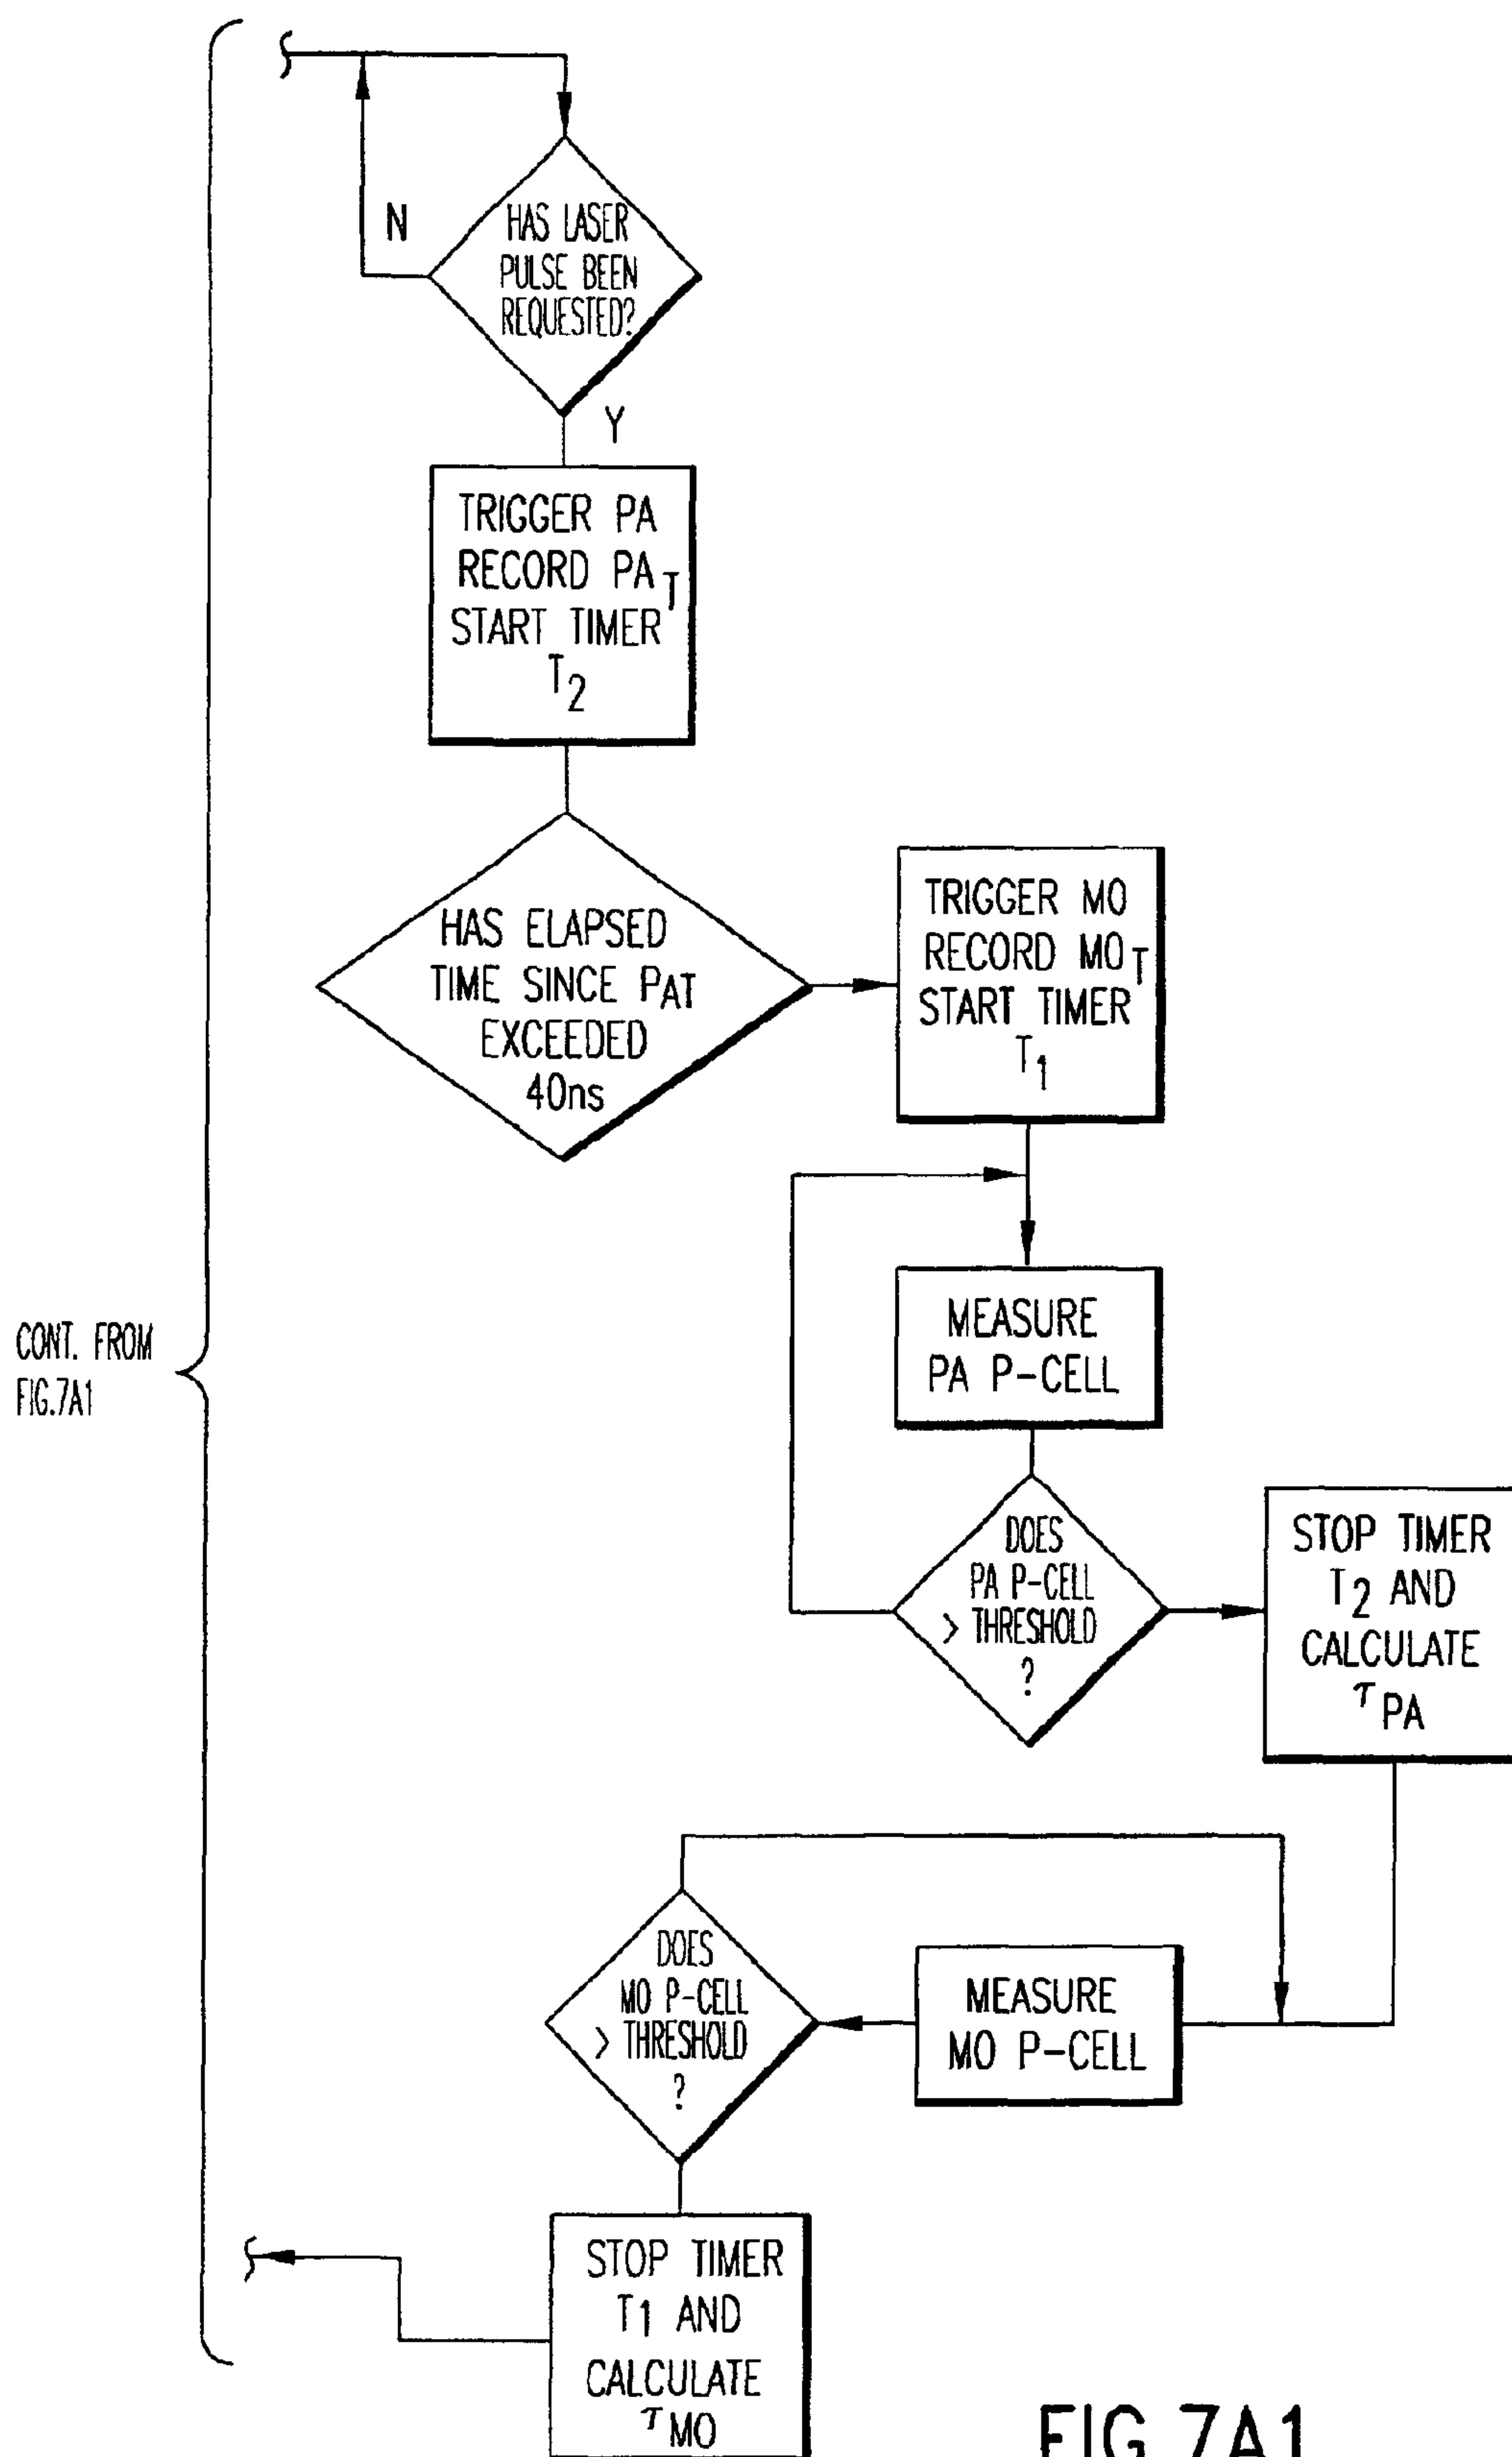 N
HAS LASER
PULSE BEEN
REQUESTED?
Y
TRIGGER PA
RECORD PAT
START TIMER
T2
HAS ELAPSED
TIME SINCE PAT
EXCEEDED
40ns
TRIGGER MO
RECORD MOT
START TIMER
T1
CONT. FROM
FIG.7A1
MEASURE
PA P-CELL
DOES
PA P-CELL
> THRESHOLD
?
STOP TIMER
T2 AND
CALCULATE
τPA
DOES
MO P-CELL
> THRESHOLD
?
MEASURE
MO P-CELL
STOP TIMER
T1 AND
CALCULATE
τMO
FIG.7A1